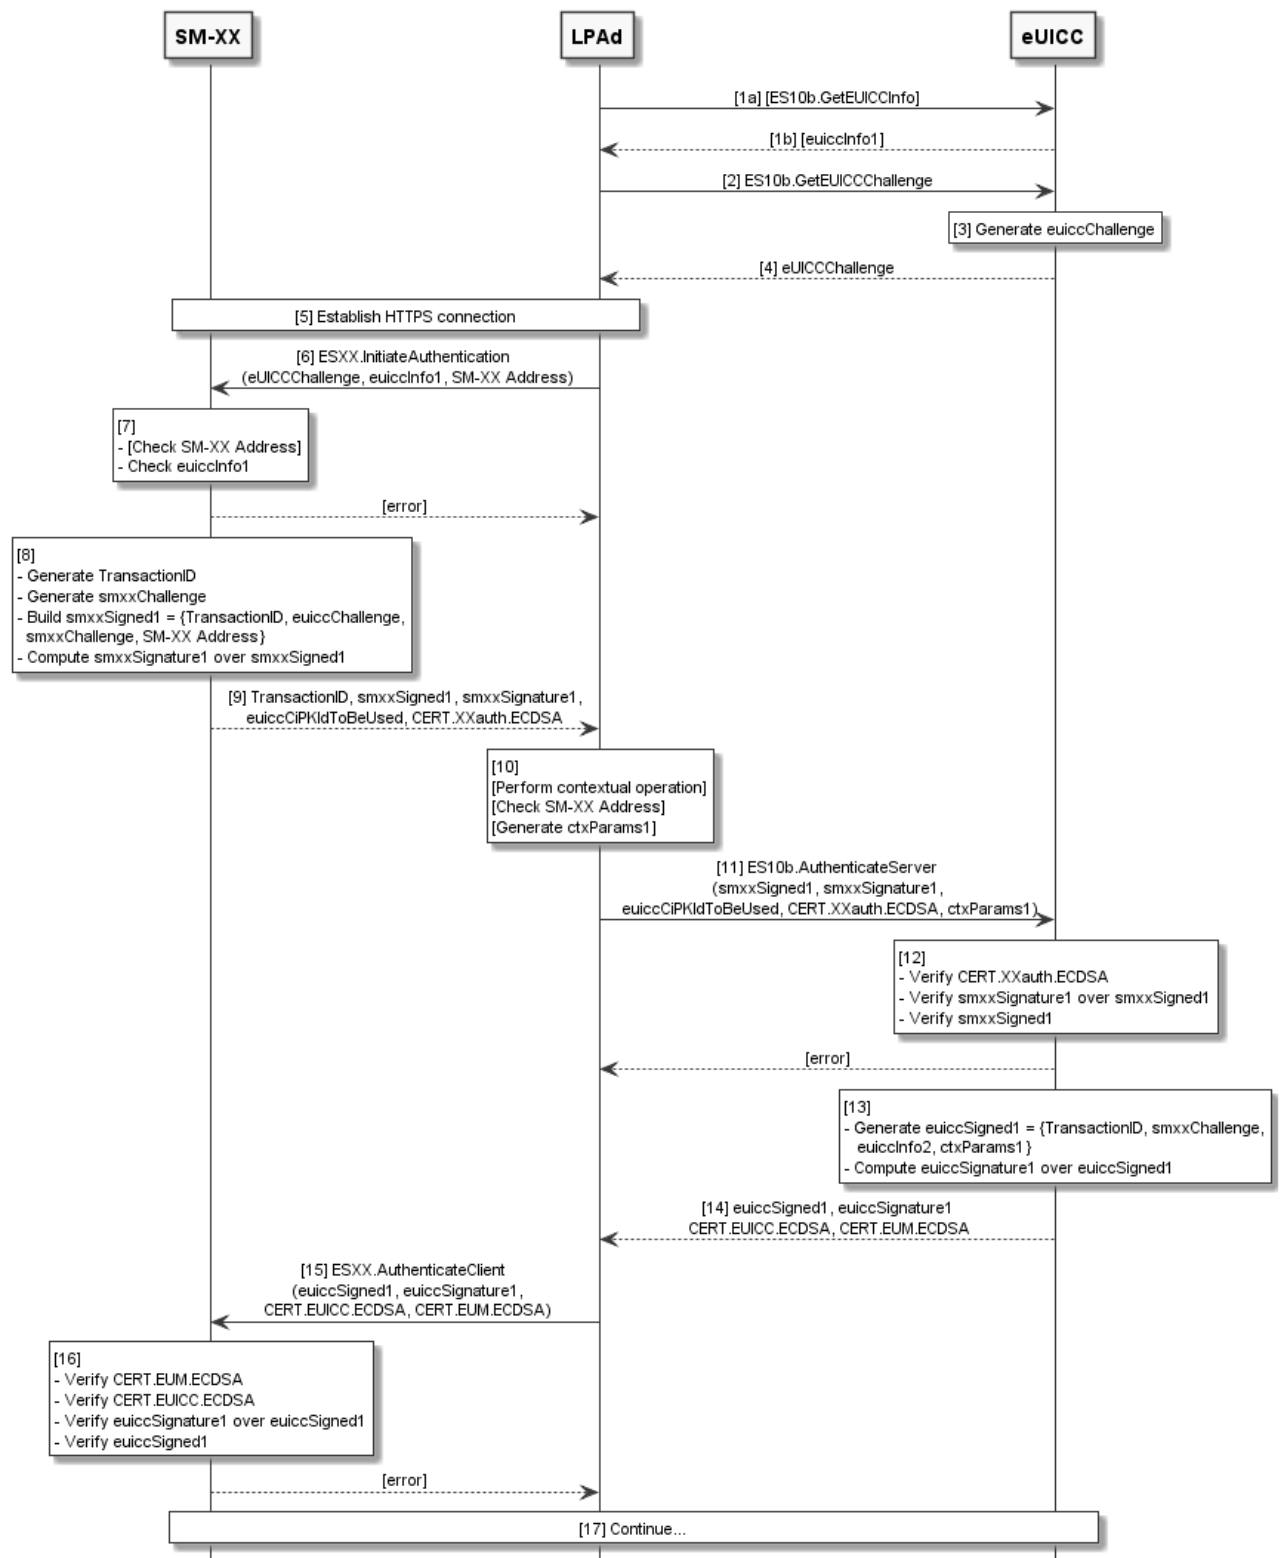 SM-XX
LPAd
eUICC
[1a] [ES10b.GetEUICCInfo]
[1b] [euiccInfo1]
[2] ES10b.GetEUICCChallenge
[3] Generate euiccChallenge
[4] eUICCChallenge
[5] Establish HTTPS connection
[6] ESXX.InitiateAuthentication
(eUICCChallenge, euiccInfo1, SM-XX Address)
[7]
- [Check SM-XX Address]
- Check euiccInfo1
[error]
[8]
- Generate TransactionID
- Generate smxxChallenge
- Build smxxSigned1 = {TransactionID, euiccChallenge,
smxxChallenge, SM-XX Address}
- Compute smxxSignature1 over smxxSigned1
[9] TransactionID, smxxSigned1, smxxSignature1,
euiccCiPKIdToBeUsed, CERT.XXauth.ECDSA
[10]
[Perform contextual operation]
[Check SM-XX Address]
[Generate ctxParams1]
[11] ES10b.AuthenticateServer
(smxxSigned1, smxxSignature1,
euiccCiPKIdToBeUsed, CERT.XXauth.ECDSA, ctxParams1)
[12]
- Verify CERT.XXauth.ECDSA
- Verify smxxSignature1 over smxxSigned1
- Verify smxxSigned1
[error]
[13]
- Generate euiccSigned1 = {TransactionID, smxxChallenge,
euiccInfo2, ctxParams1}
- Compute euiccSignature1 over euiccSigned1
[14] euiccSigned1, euiccSignature1
CERT.EUICC.ECDSA, CERT.EUM.ECDSA
[15] ESXX.AuthenticateClient
(euiccSigned1, euiccSignature1,
CERT.EUICC.ECDSA, CERT.EUM.ECDSA)
[16]
- Verify CERT.EUM.ECDSA
- Verify CERT.EUICC.ECDSA
- Verify euiccSignature1 over euiccSigned1
- Verify euiccSigned1
[error]
[17] Continue...